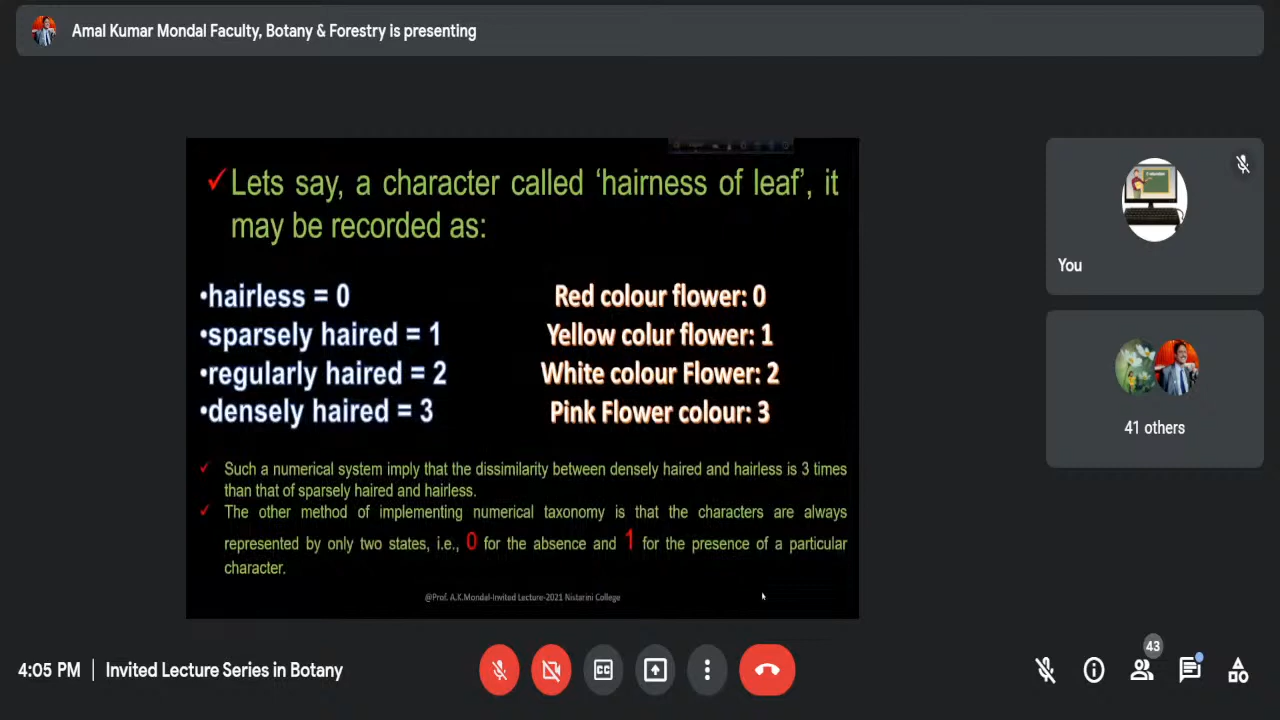 Amal Kumar Mondal Faculty, Botany & Forestry is presenting
✓Lets say, a character called ‘hairness of leaf’, it
may be recorded as:
•hairless = 0
•sparsely haired = 1
•regularly haired = 2
•densely haired = 3
Red colour flower: 0
Yellow colur flower: 1
White colour Flower: 2
Pink Flower colour: 3
✓ Such a numerical system imply that the dissimilarity between densely haired and hairless is 3 times
than that of sparsely haired and hairless.
✓ The other method of implementing numerical taxonomy is that the characters are always
represented by only two states, i.e., 0 for the absence and 1 for the presence of a particular
character.
@Prof. A.K.Mondal-Invited Lecture-2021 Nistarini College
You
41 others
4:05 PM | Invited Lecture Series in Botany
CC
43